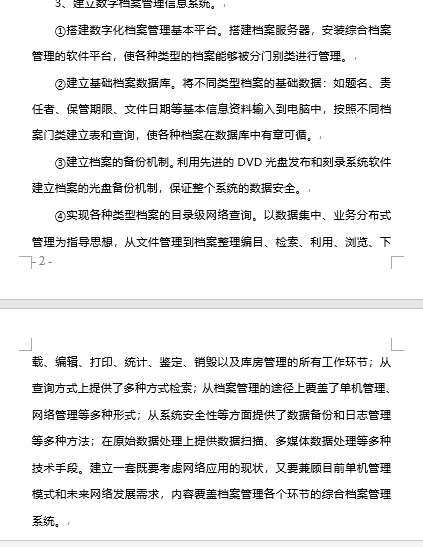 3、建立数字档案管理信息系统。
①搭建数字化档案管理基本平台。搭建档案服务器，安装综合档案
管理的软件平台，使各种类型的档案能够被分门别类进行管理。
②建立基础档案数据库。将不同类型档案的基础数据：如题名、责
任者、保管期限、文件日期等基本信息资料输入到电脑中，按照不同档
案门类建立表和查询，使各种档案在数据库中有章可循。
③建立档案的备份机制。利用先进的 DVD 光盘发布和刻录系统软件
建立档案的光盘备份机制，保证整个系统的数据安全。
④实现各种类型档案的目录级网络查询。以数据集中、业务分布式
管理为指导思想，从文件管理到档案整理编目、检索、利用、浏览、下
- 2 -
载、编辑、打印、统计、鉴定、销毁以及库房管理的所有工作环节；从
查询方式上提供了多种方式检索；从档案管理的途径上覆盖了单机管理、
网络管理等多种形式；从系统安全性等方面提供了数据备份和日志管理
等多种方法；在原始数据处理上提供数据扫描、多媒体数据处理等多种
技术手段。建立一套既要考虑网络应用的现状，又要兼顾目前单机管理
模式和未来网络发展需求，内容覆盖档案管理各个环节的综合档案管理
系统。